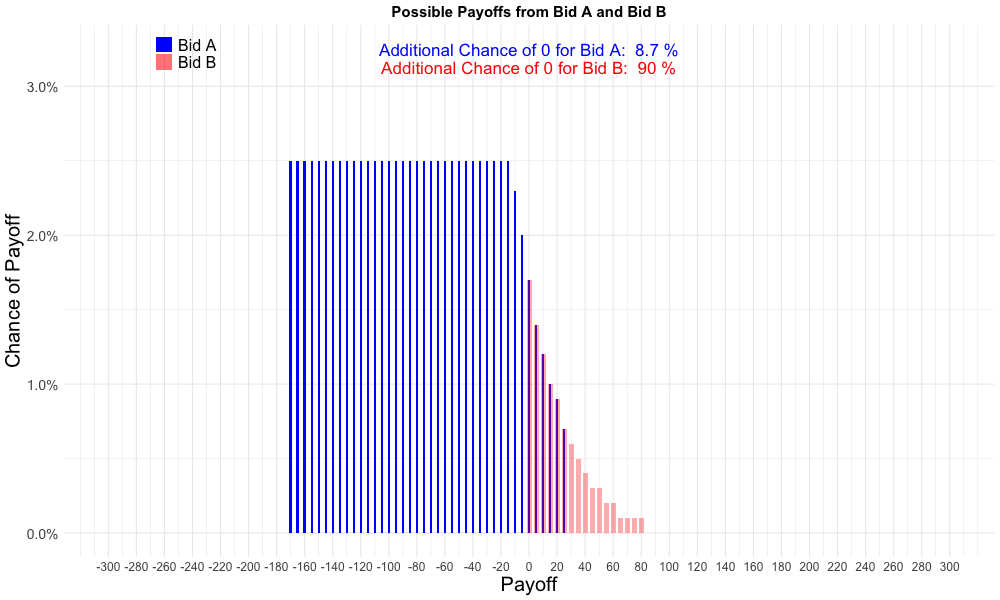 Possible Payoffs from Bid A and Bid B
Bid A
Bid B
Additional Chance of 0 for Bid A:  8.7 %
Additional Chance of 0 for Bid B:  90 %
Chance of Payoff
3.0%
2.0%
1.0%
0.0%
-300 -280 -260 -240 -220 -200 -180 -160 -140 -120 -100 -80 -60 -40 -20 0 20 40 60 80 100 120 140 160 180 200 220 240 260 280 300
Payoff